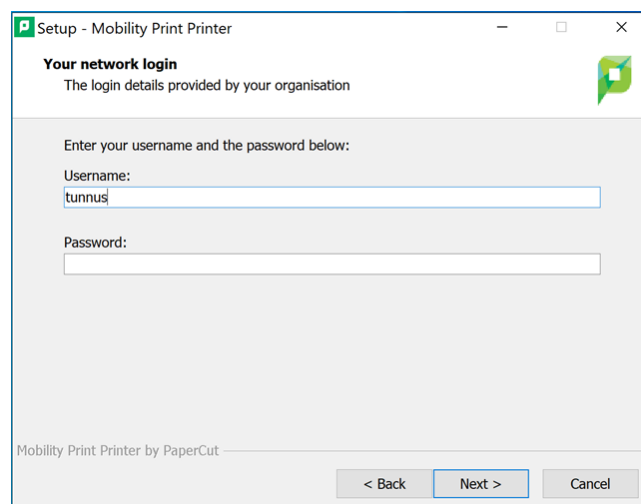 Setup - Mobility Print Printer
Your network login
The login details provided by your organisation
Enter your username and the password below:
Username:
tunnus
Password:
Mobility Print Printer by PaperCut
< Back Next > Cancel